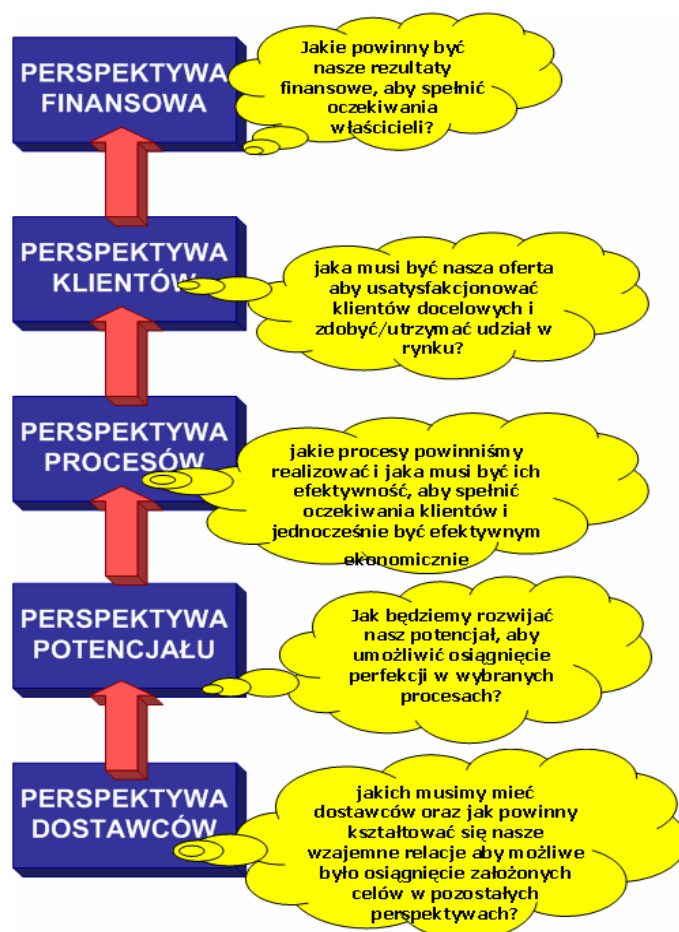 PERSPEKTYWA
FINANSOWA
Jakie powinny być
nasze rezultaty
finansowe, aby spełnić
oczekiwania
właścicieli?
PERSPEKTYWA
KLIENTÓW
jaka musi być nasza oferta
aby usatysfakcjonować
klientów docelowych i
zdobyć/utrzymać udział w
rynku?
PERSPEKTYWA
PROCESÓW
jakie procesy powinniśmy
realizować i jaka musi być ich
efektywność, aby spełnić
oczekiwania klientów i
jednocześnie być efektywnym
ekonomicznie
PERSPEKTYWA
POTENCJAŁU
Jak będziemy rozwijać
nasz potencjał, aby
umożliwić osiągnięcie
perfekcji w wybranych
procesach?
PERSPEKTYWA
DOSTAWCÓW
jakich musimy mieć
dostawców oraz jak powinny
kształtować się nasze
wzajemne relacje aby możliwe
było osiągnięcie założonych
celów w pozostałych
perspektywach?